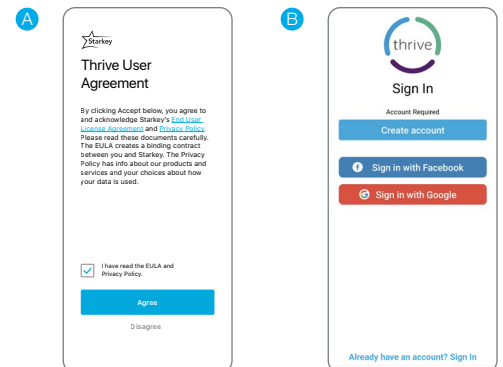 A
Starkey
Thrive User
Agreement
By clicking Accept below, you agree to
and acknowledge Starkey's End User
License Agreement and Privacy Policy
Please read these documents carefully.
The EULA creates a binding contract
between you and Starkey. The Privacy
Policy has info about our products and
services and your choices about how
your data is used.
I have read the EULA and
Privacy Policy.
Agree
Disagree
B
thrive
Sign In
Account Required
Create account
Sign in with Facebook
Sign in with Google
Already have an account? Sign In